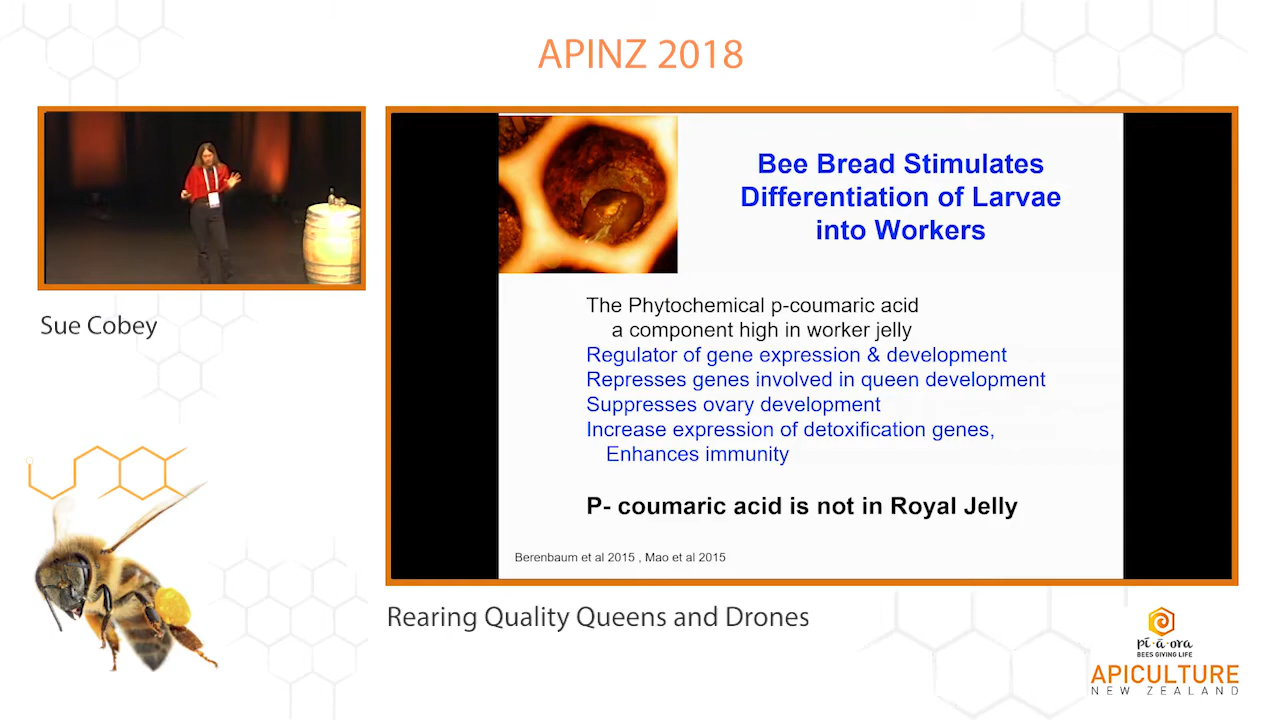 APINZ 2018
Sue Cobey
Bee Bread Stimulates
Differentiation of Larvae
into Workers
The Phytochemical p-coumaric acid
a component high in worker jelly
Regulator of gene expression & development
Represses genes involved in queen development
Suppresses ovary development
Increase expression of detoxification genes,
Enhances immunity
P- coumaric acid is not in Royal Jelly
Berenbaum et al 2015 , Mao et al 2015
Rearing Quality Queens and Drones
pī-ā-ora
BEES GIVING LIFE
APICULTURE
NEW ZEALAND